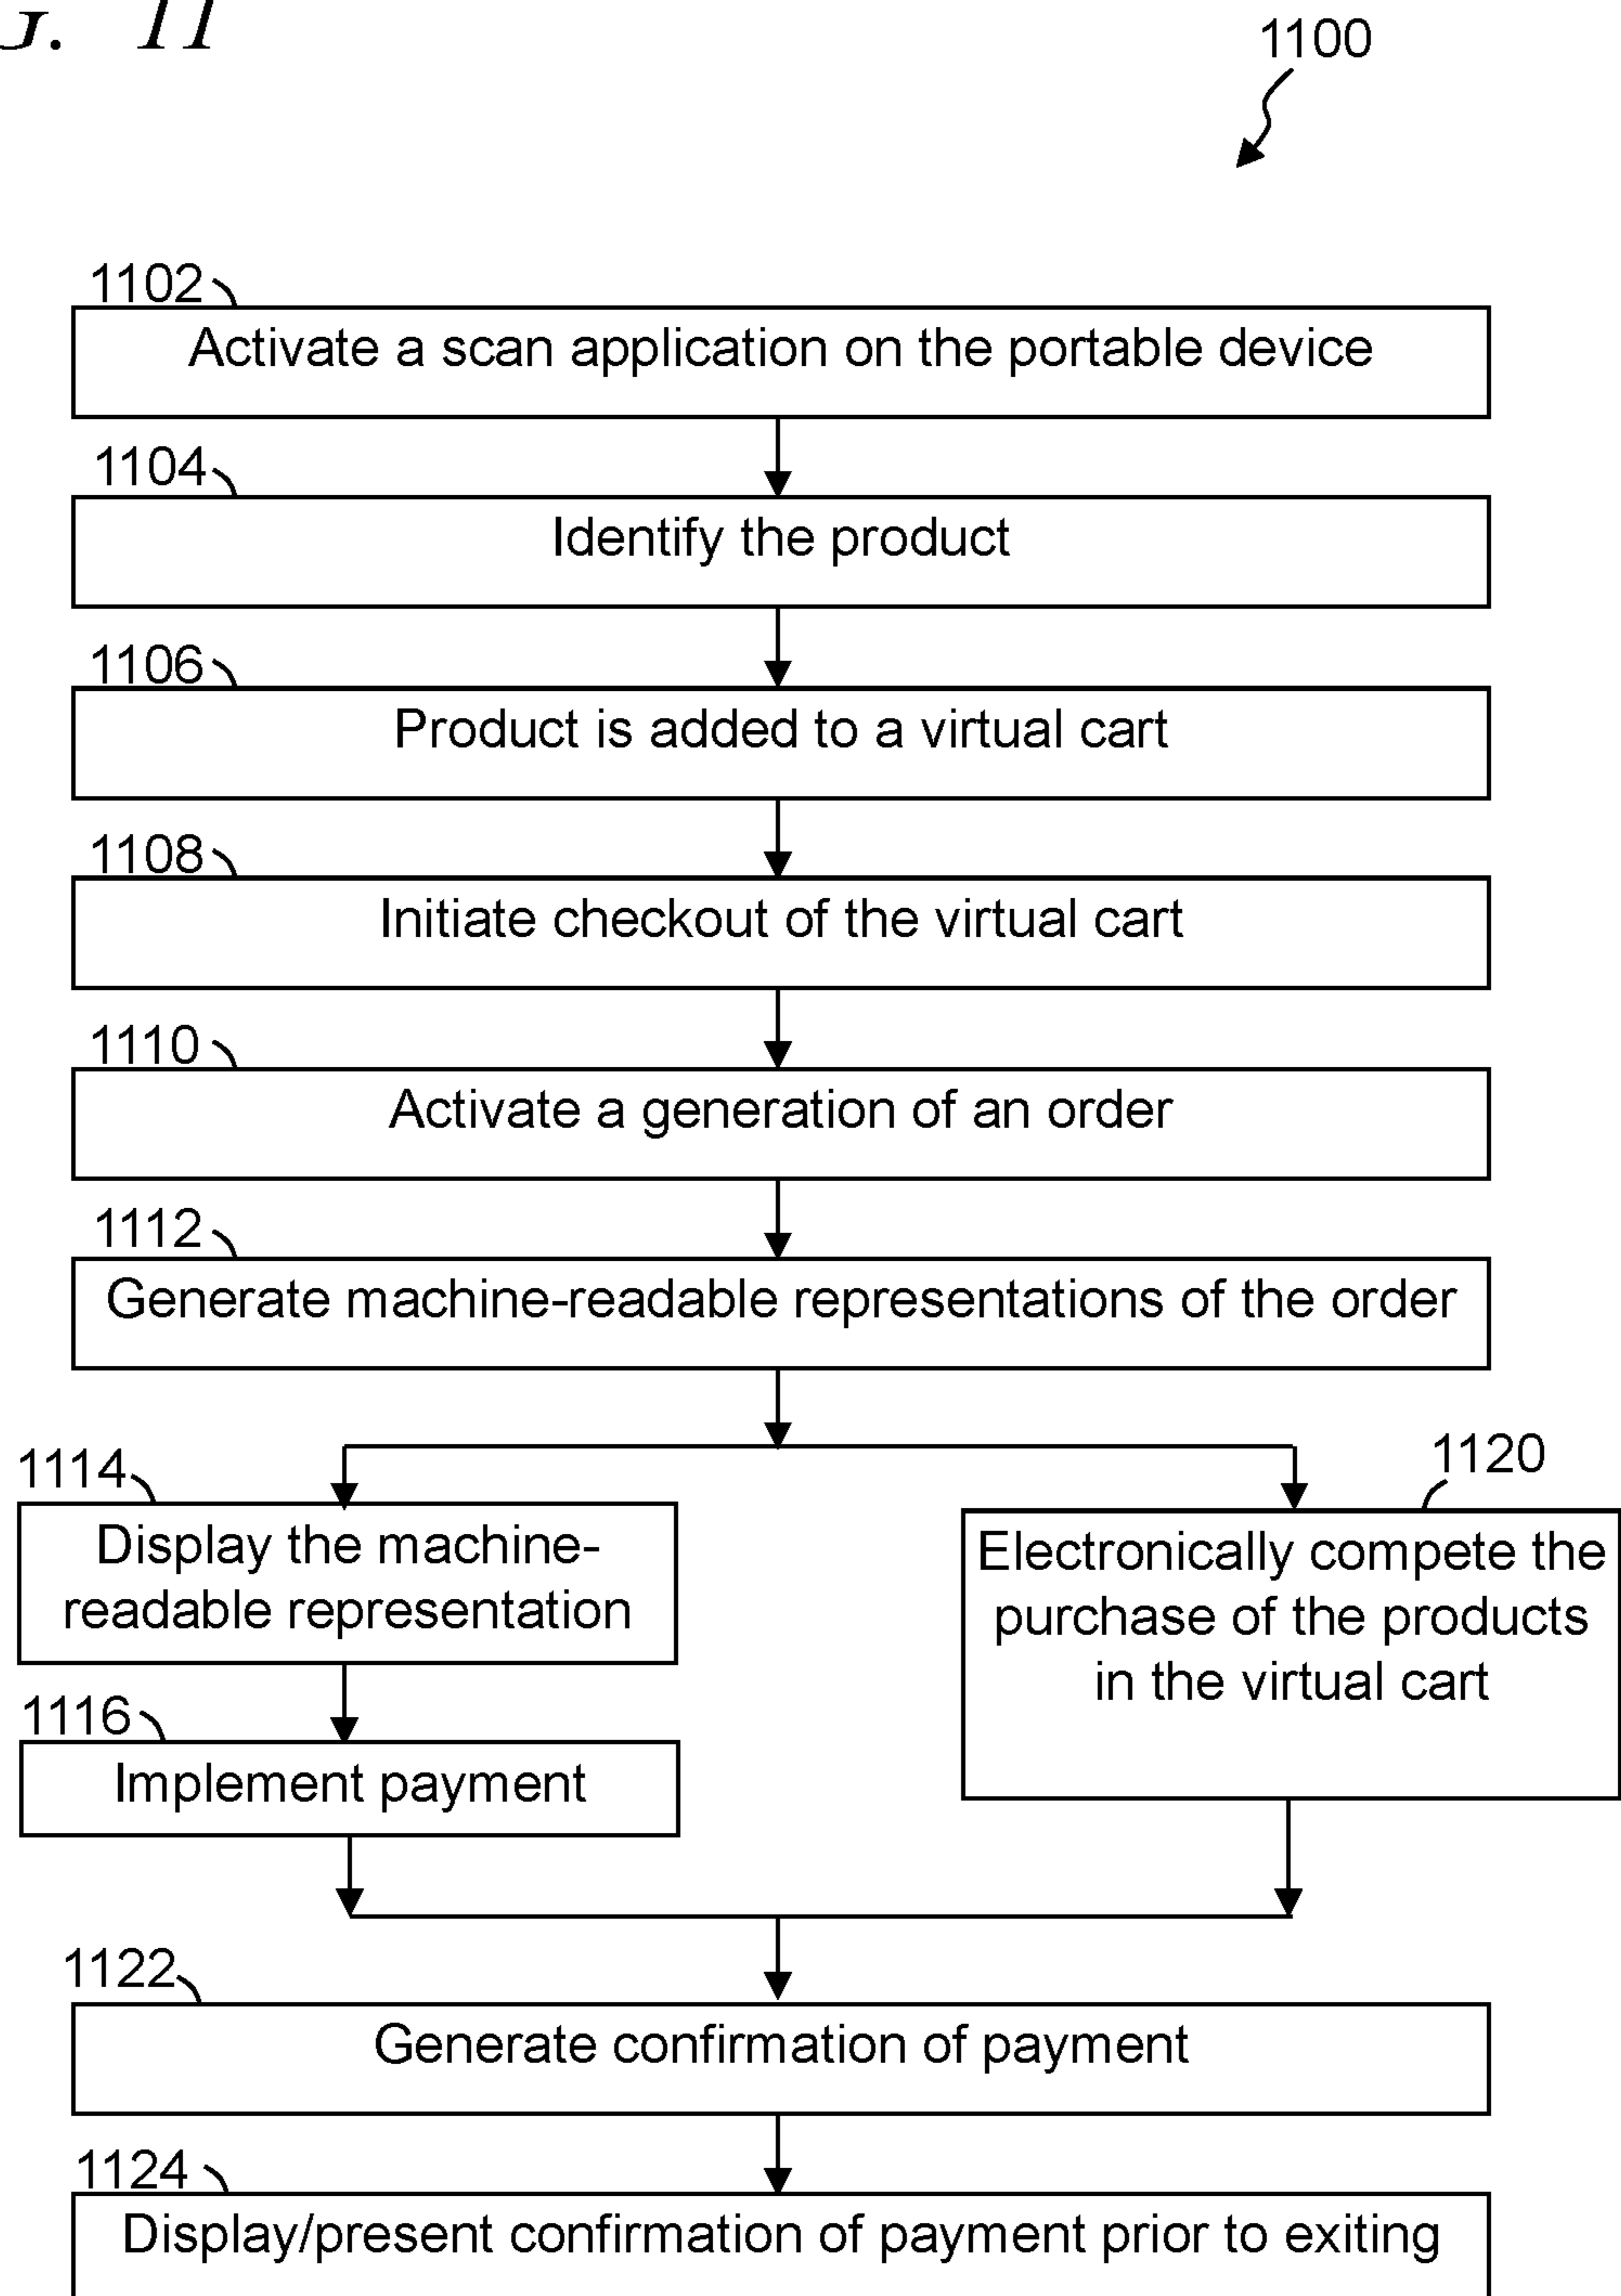 11
1100
1102
Activate a scan application on the portable device
1104
Identify the product
1106
Product is added to a virtual cart
1108
Initiate checkout of the virtual cart
1110
Activate a generation of an order
1112
Generate machine-readable representations of the order
1114
Display the machine-
readable representation
1116
Implement payment
1120
Electronically compete the
purchase of the products
in the virtual cart
1122
Generate confirmation of payment
1124
Display/present confirmation of payment prior to exiting